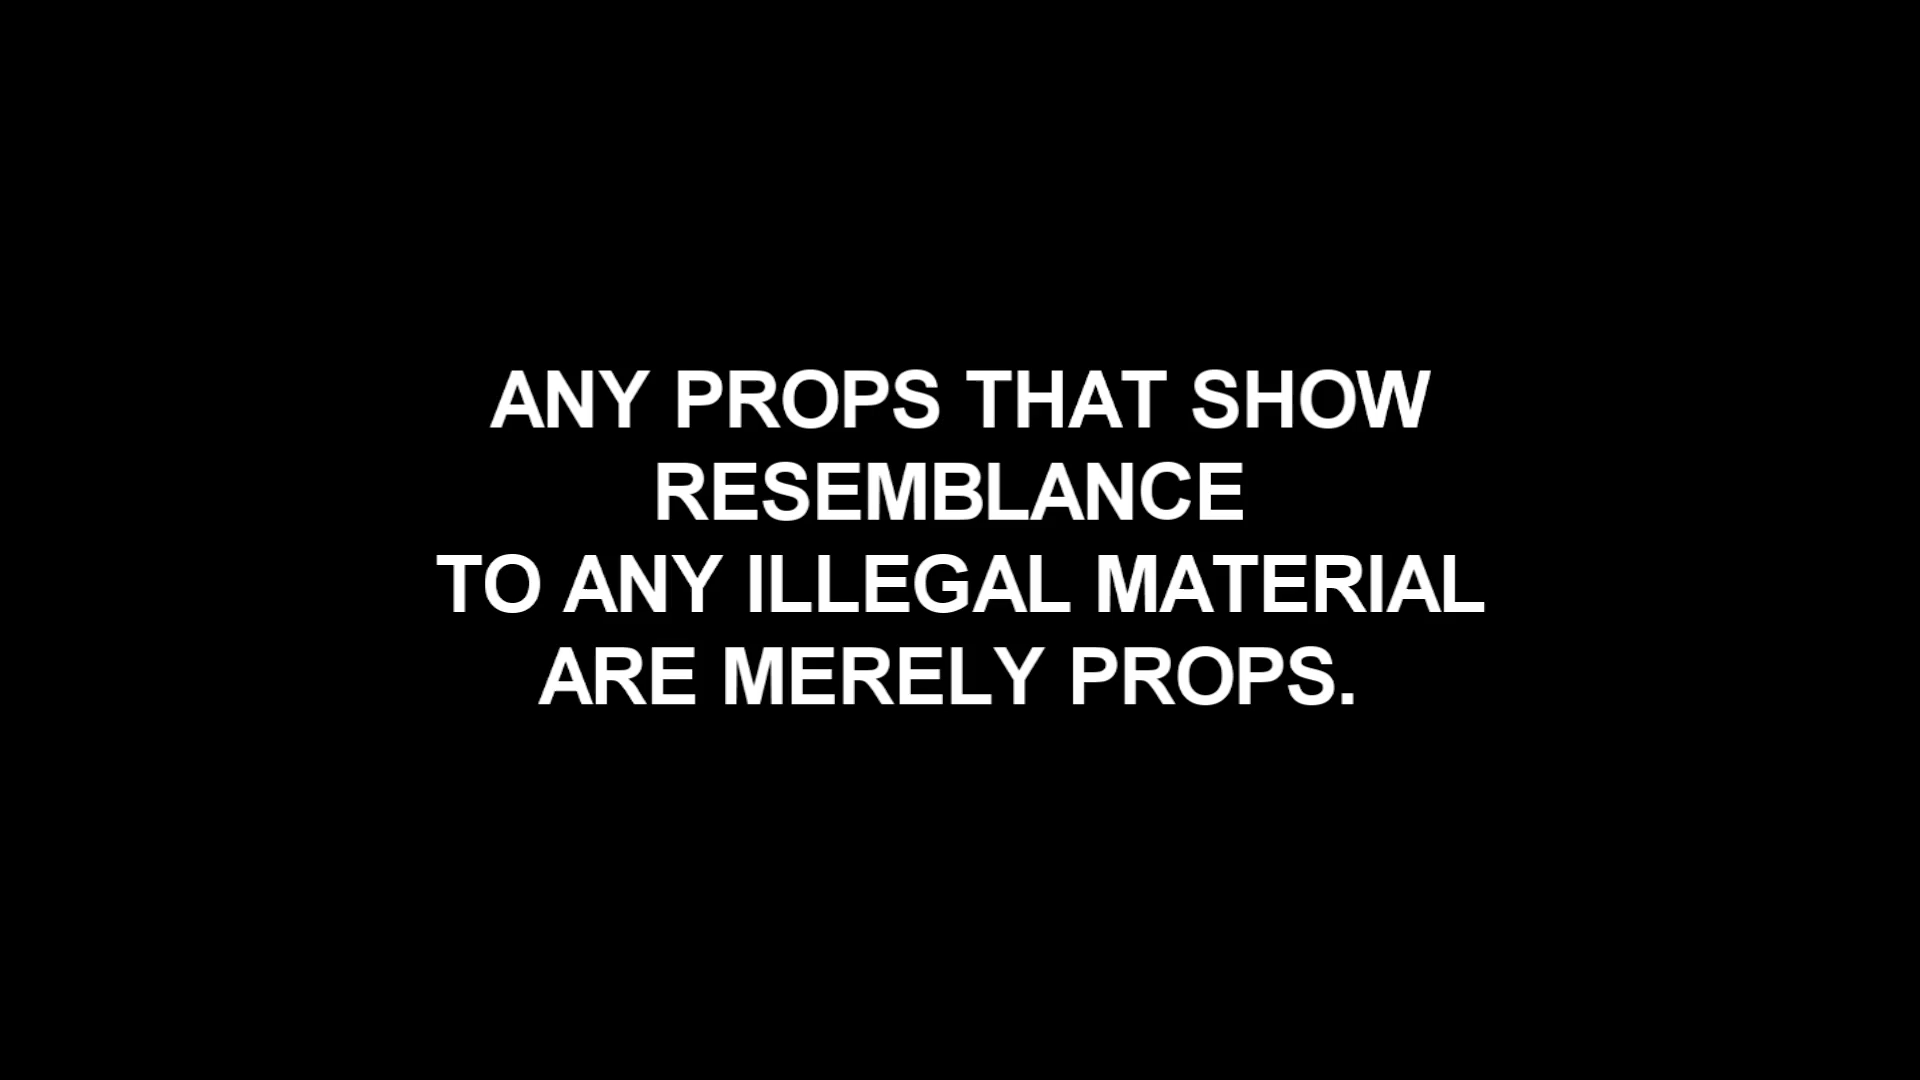 ANY PROPS THAT SHOW
RESEMBLANCE
TO ANY ILLEGAL MATERIAL
ARE MERELY PROPS.